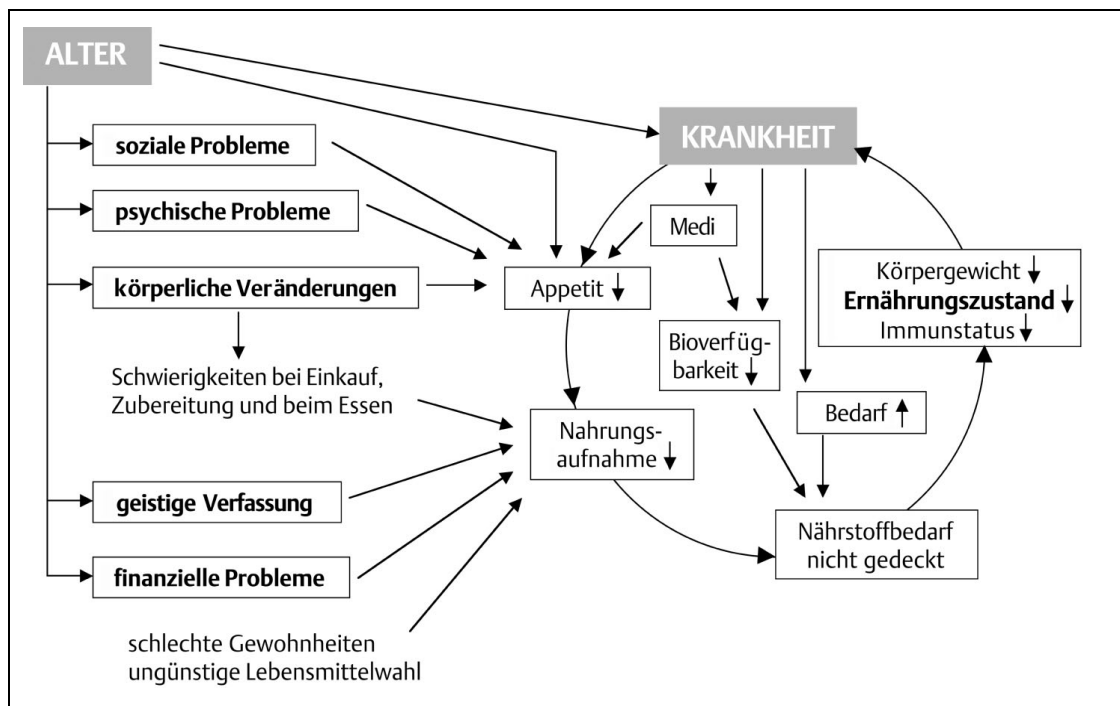 ALTER
KRANKHEIT
soziale Probleme
psychische Probleme
Medi
körperliche Veränderungen
Appetit ↓
Körpergewicht ↓
Ernährungszustand ↓
Immunstatus ↓
Bioverfüg-
barkeit ↓
Schwierigkeiten bei Einkauf,
Zubereitung und beim Essen
Bedarf ↑
Nahrungs-
aufnahme ↓
geistige Verfassung
Nährstoffbedarf
nicht gedeckt
finanzielle Probleme
schlechte Gewohnheiten
ungünstige Lebensmittelwahl